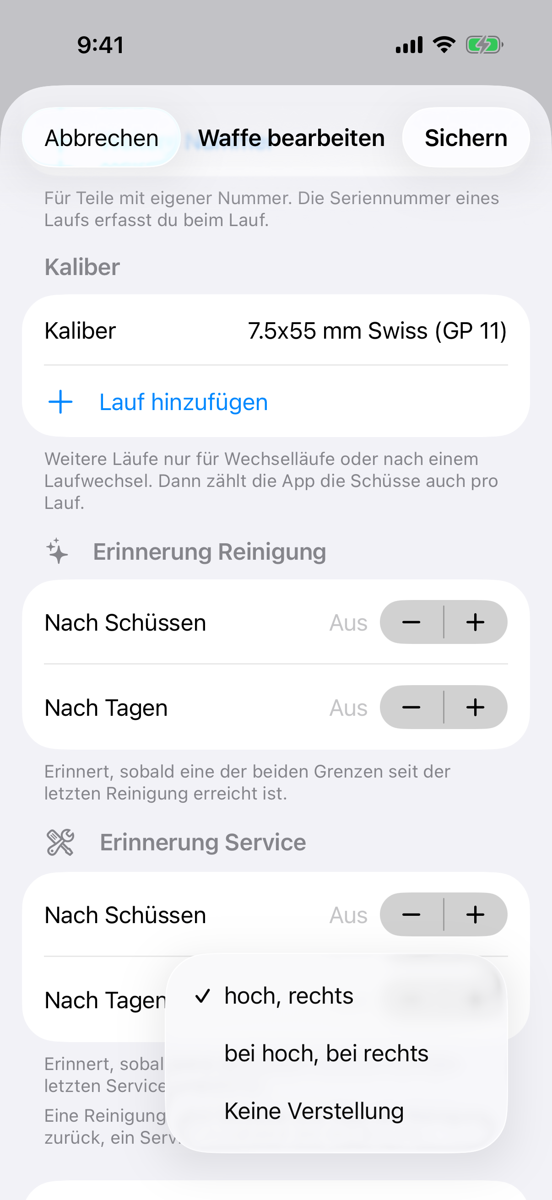 9:41
Abbrechen
Waffe bearbeiten
Sichern
Für Teile mit eigener Nummer. Die Seriennummer eines
Laufs erfasst du beim Lauf.
Kaliber
Kaliber 7.5x55 mm Swiss (GP 11)
+ Lauf hinzufügen
Weitere Läufe nur für Wechselläufe oder nach einem
Laufwechsel. Dann zählt die App die Schüsse auch pro
Lauf.
Erinnerung Reinigung
Nach Schüssen Aus − +
Nach Tagen Aus − +
Erinnert, sobald eine der beiden Grenzen seit der
letzten Reinigung erreicht ist.
Erinnerung Service
Nach Schüssen Aus − +
Nach Tagen
✓ hoch, rechts
bei hoch, bei rechts
Keine Verstellung
Erinnert, sobal
letzten Service
Eine Reinigung
zurück, ein Serv